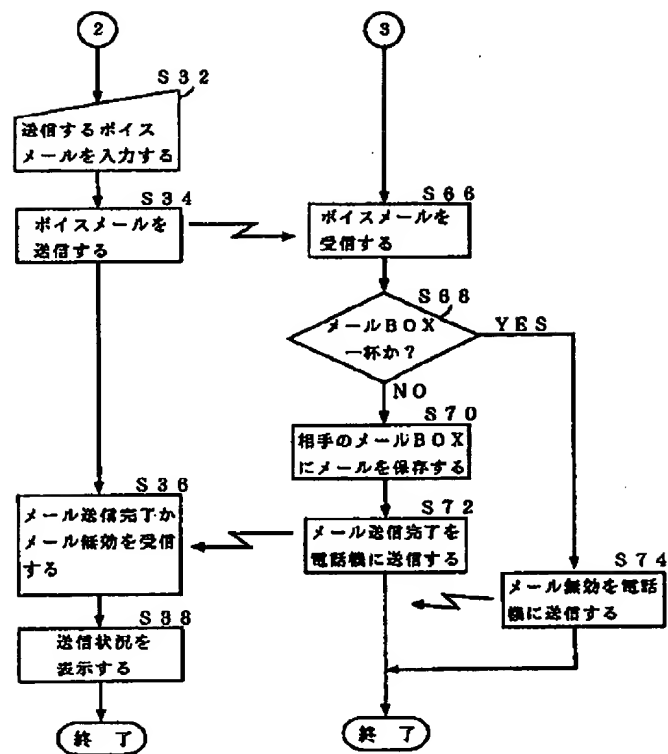 2
3
S32
送信するボイス
メールを入力する
S34
ボイスメールを
送信する
S66
ボイスメールを
受信する
S68
メールBOX
一杯か?
YES
NO
S70
相手のメールBOX
にメールを保存する
S36
メール送信完了か
メール無効を受信
する
S72
メール送信完了を
電話機に送信する
S74
メール無効を電話
機に送信する
S38
送信状況を
表示する
終了
終了